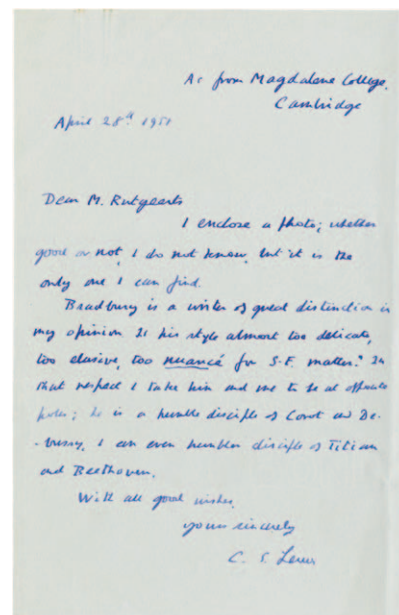 As from Magdalene College,
Cambridge
April 28th 195
Dear M. Rutyearts
I enclose a photo; whether
good or not, I do not know, but it is the
only one I can find.
Bradbury is a writer of great distinction in
my opinion. Is his style almost too delicate,
too elusive, too nuancé for S.F. matter? In
that respect I take him and me to be at opposite
poles; he is a humble disciple of Corot and De-
-bussy, I an even humbler disciple of Titian
and Beethoven.
With all good wishes,
yours sincerely
C. S. Lewis